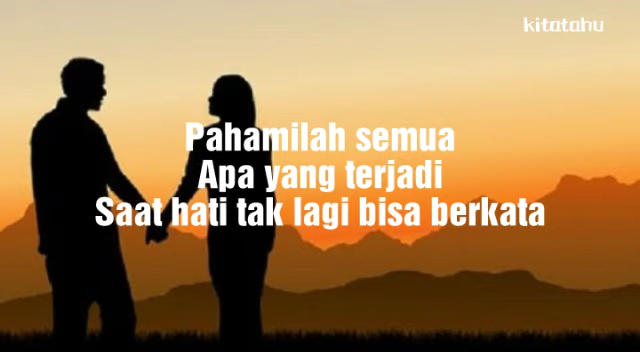 kitatahu
Pahamilah semua
Apa yang terjadi
Saat hati tak lagi bisa berkata